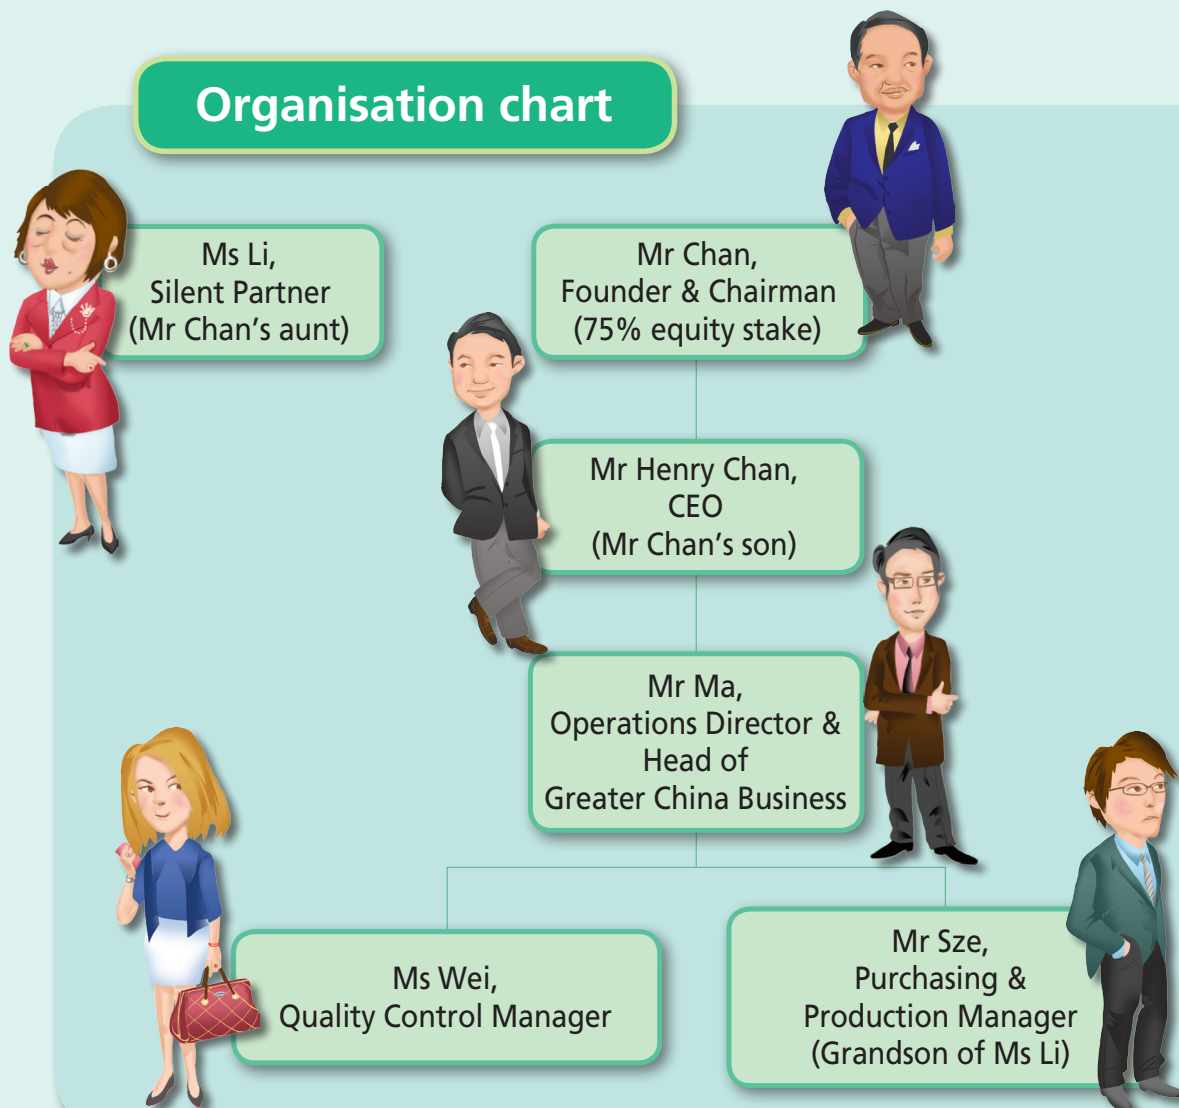 Organisation chart
Ms Li,
Silent Partner
(Mr Chan’s aunt)
Mr Chan,
Founder & Chairman
(75% equity stake)
Mr Henry Chan,
CEO
(Mr Chan’s son)
Mr Ma,
Operations Director &
Head of
Greater China Business
Ms Wei,
Quality Control Manager
Mr Sze,
Purchasing &
Production Manager
(Grandson of Ms Li)